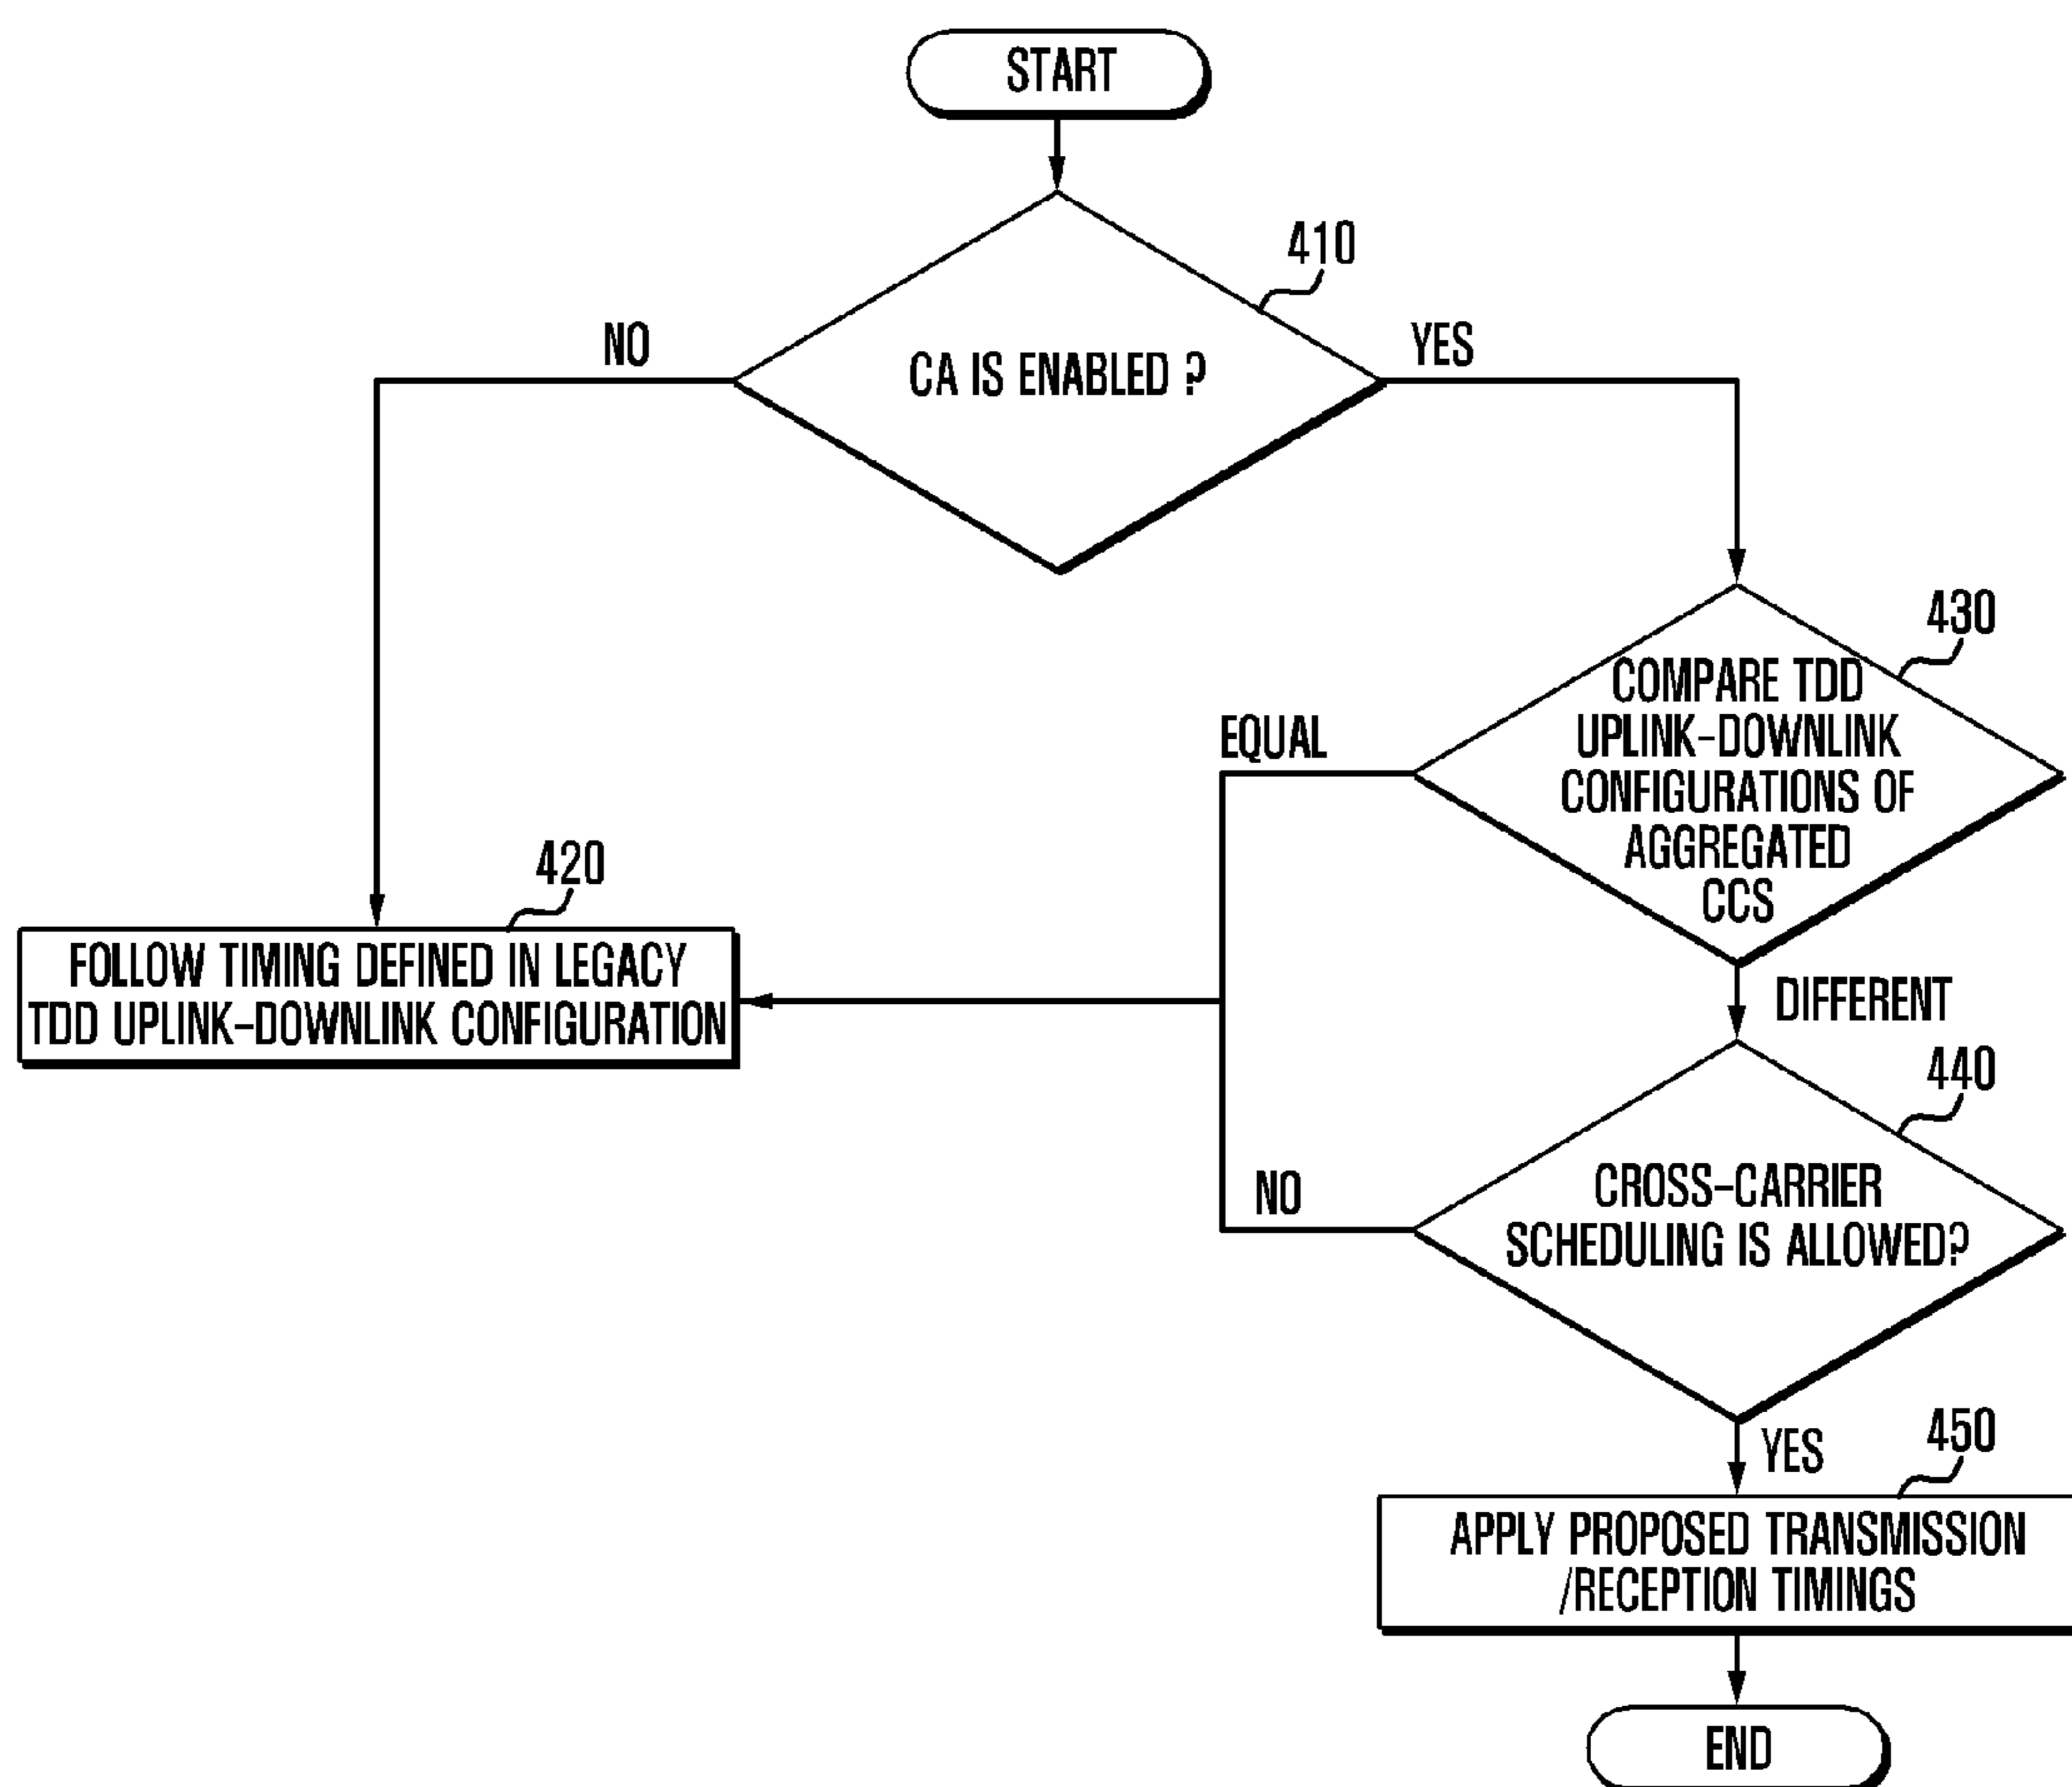 START
410
NO
YES
CA IS ENABLED ?
430
COMPARE TDD
UPLINK-DOWNLINK
CONFIGURATIONS OF
AGGREGATED
CCS
EQUAL
420
FOLLOW TIMING DEFINED IN LEGACY
TDD UPLINK-DOWNLINK CONFIGURATION
DIFFERENT
440
CROSS-CARRIER
SCHEDULING IS ALLOWED?
NO
YES
450
APPLY PROPOSED TRANSMISSION
/RECEPTION TIMINGS
END